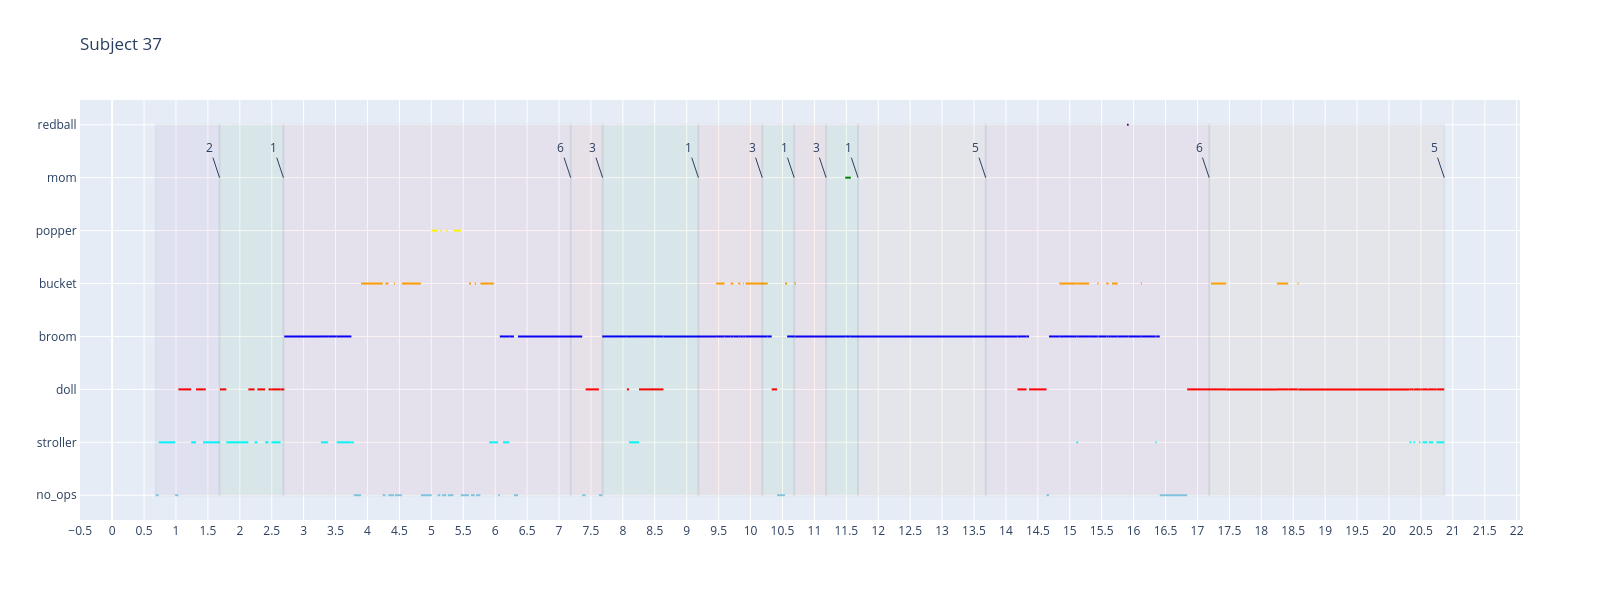 Subject 37
redball
2 1 6 3 1 3 1 3 1 5 6 5
mom
popper
bucket
broom
doll
stroller
no_ops
−0.5 0 0.5 1 1.5 2 2.5 3 3.5 4 4.5 5 5.5 6 6.5 7 7.5 8 8.5 9 9.5 10 10.5 11 11.5 12 12.5 13 13.5 14 14.5 15 15.5 16 16.5 17 17.5 18 18.5 19 19.5 20 20.5 21 21.5 22